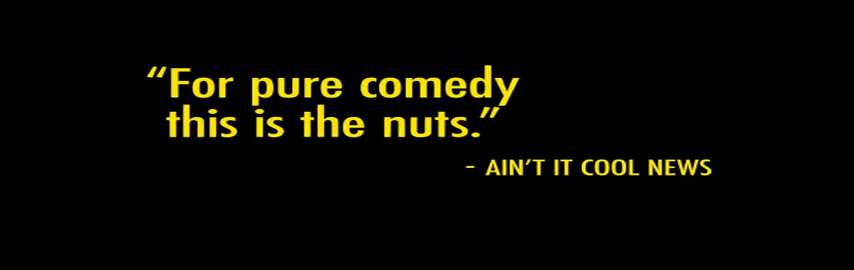 “For pure comedy
this is the nuts.”
- AIN’T IT COOL NEWS